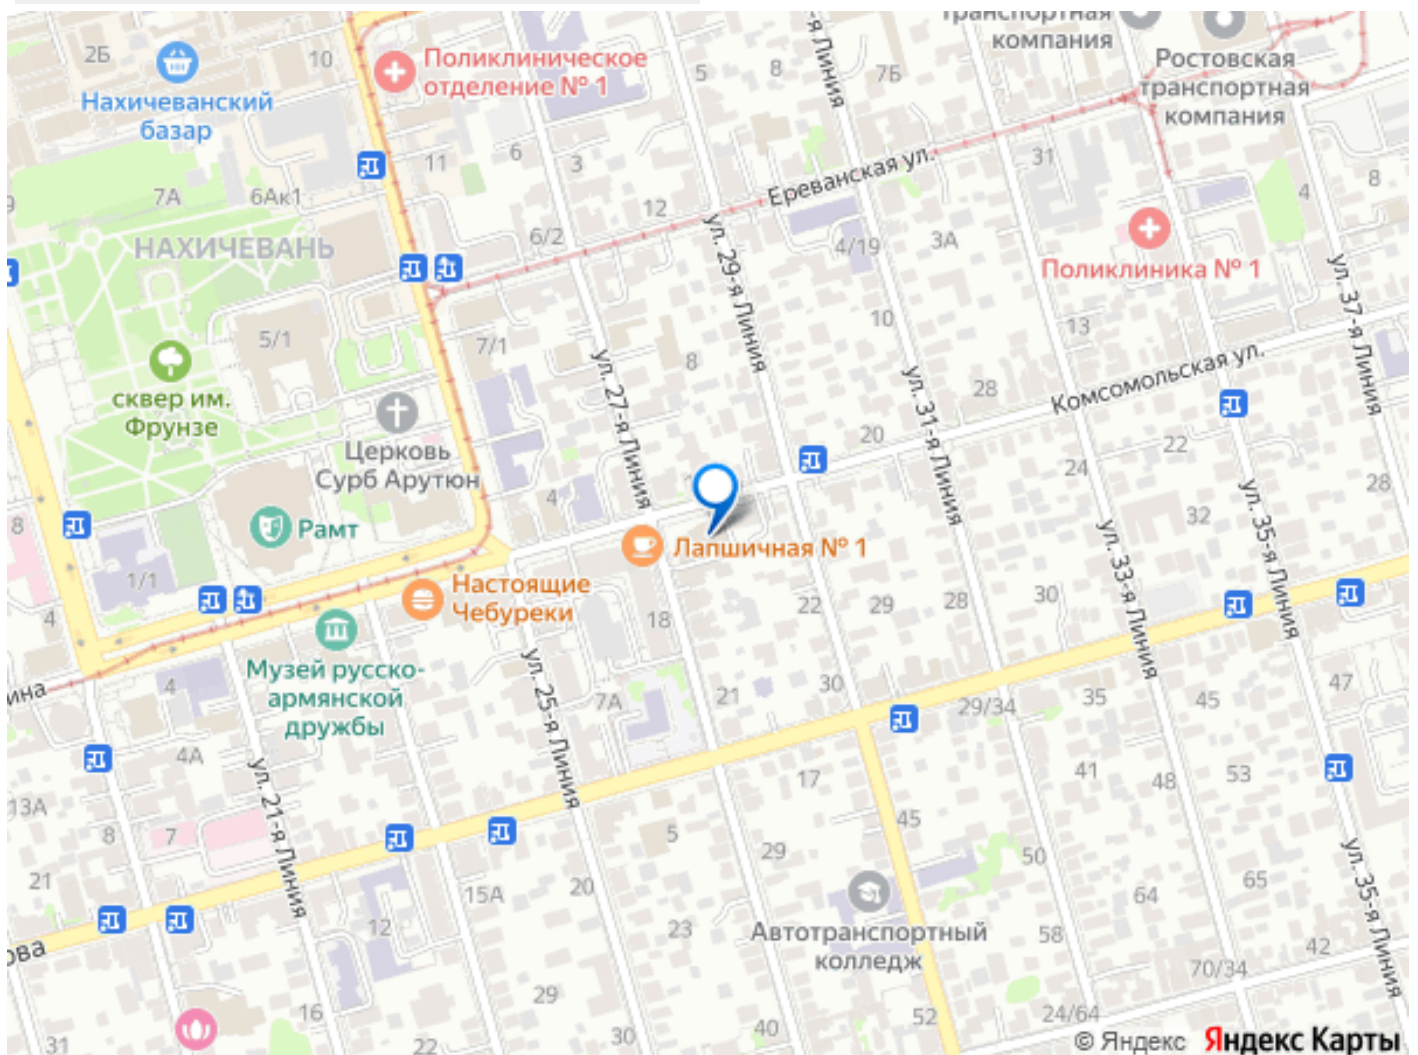 транспортная
компания
Ростовская
транспортная
компания
2Б
10
Поликлиническое
отделение № 1
5
8
7Б
-я Линия
Нахичеванский
базар
11
6
3
31
4
8
Ереванская ул.
9
7А
6Ак1
12
6/2
4/19
3А
НАХИЧЕВАНЬ
ул. 29-я Линия
Поликлиника № 1
ул. 37-я Линия
5/1
7/1
8
10
13
сквер им.
Фрунзе
ул. 27-я Линия
ул. 31-я Линия
28
Комсомольская ул.
Церковь
Сурб Арутюн
20
22
24
28
4
8
Рамт
32
ул. 35-я Линия
Лапшичная № 1
1/1
Настоящие
Чебуреки
ул. 33-я Линия
4
18
22
29
28
30
Музей русско-
армянской
дружбы
ул. 25-я Линия
ина
4
7А
21
30
29/34
35
45
47
4А
ул. 21-я Линия
17
41
48
53
13А
8
7
5
45
29
50
ул. 35-я Линия
21
15А
20
64
65
12
23
Автотранспортный
колледж
58
42
ова
70/34
16
29
52
24/64
31
22
30
40
© Яндекс Яндекс Карты